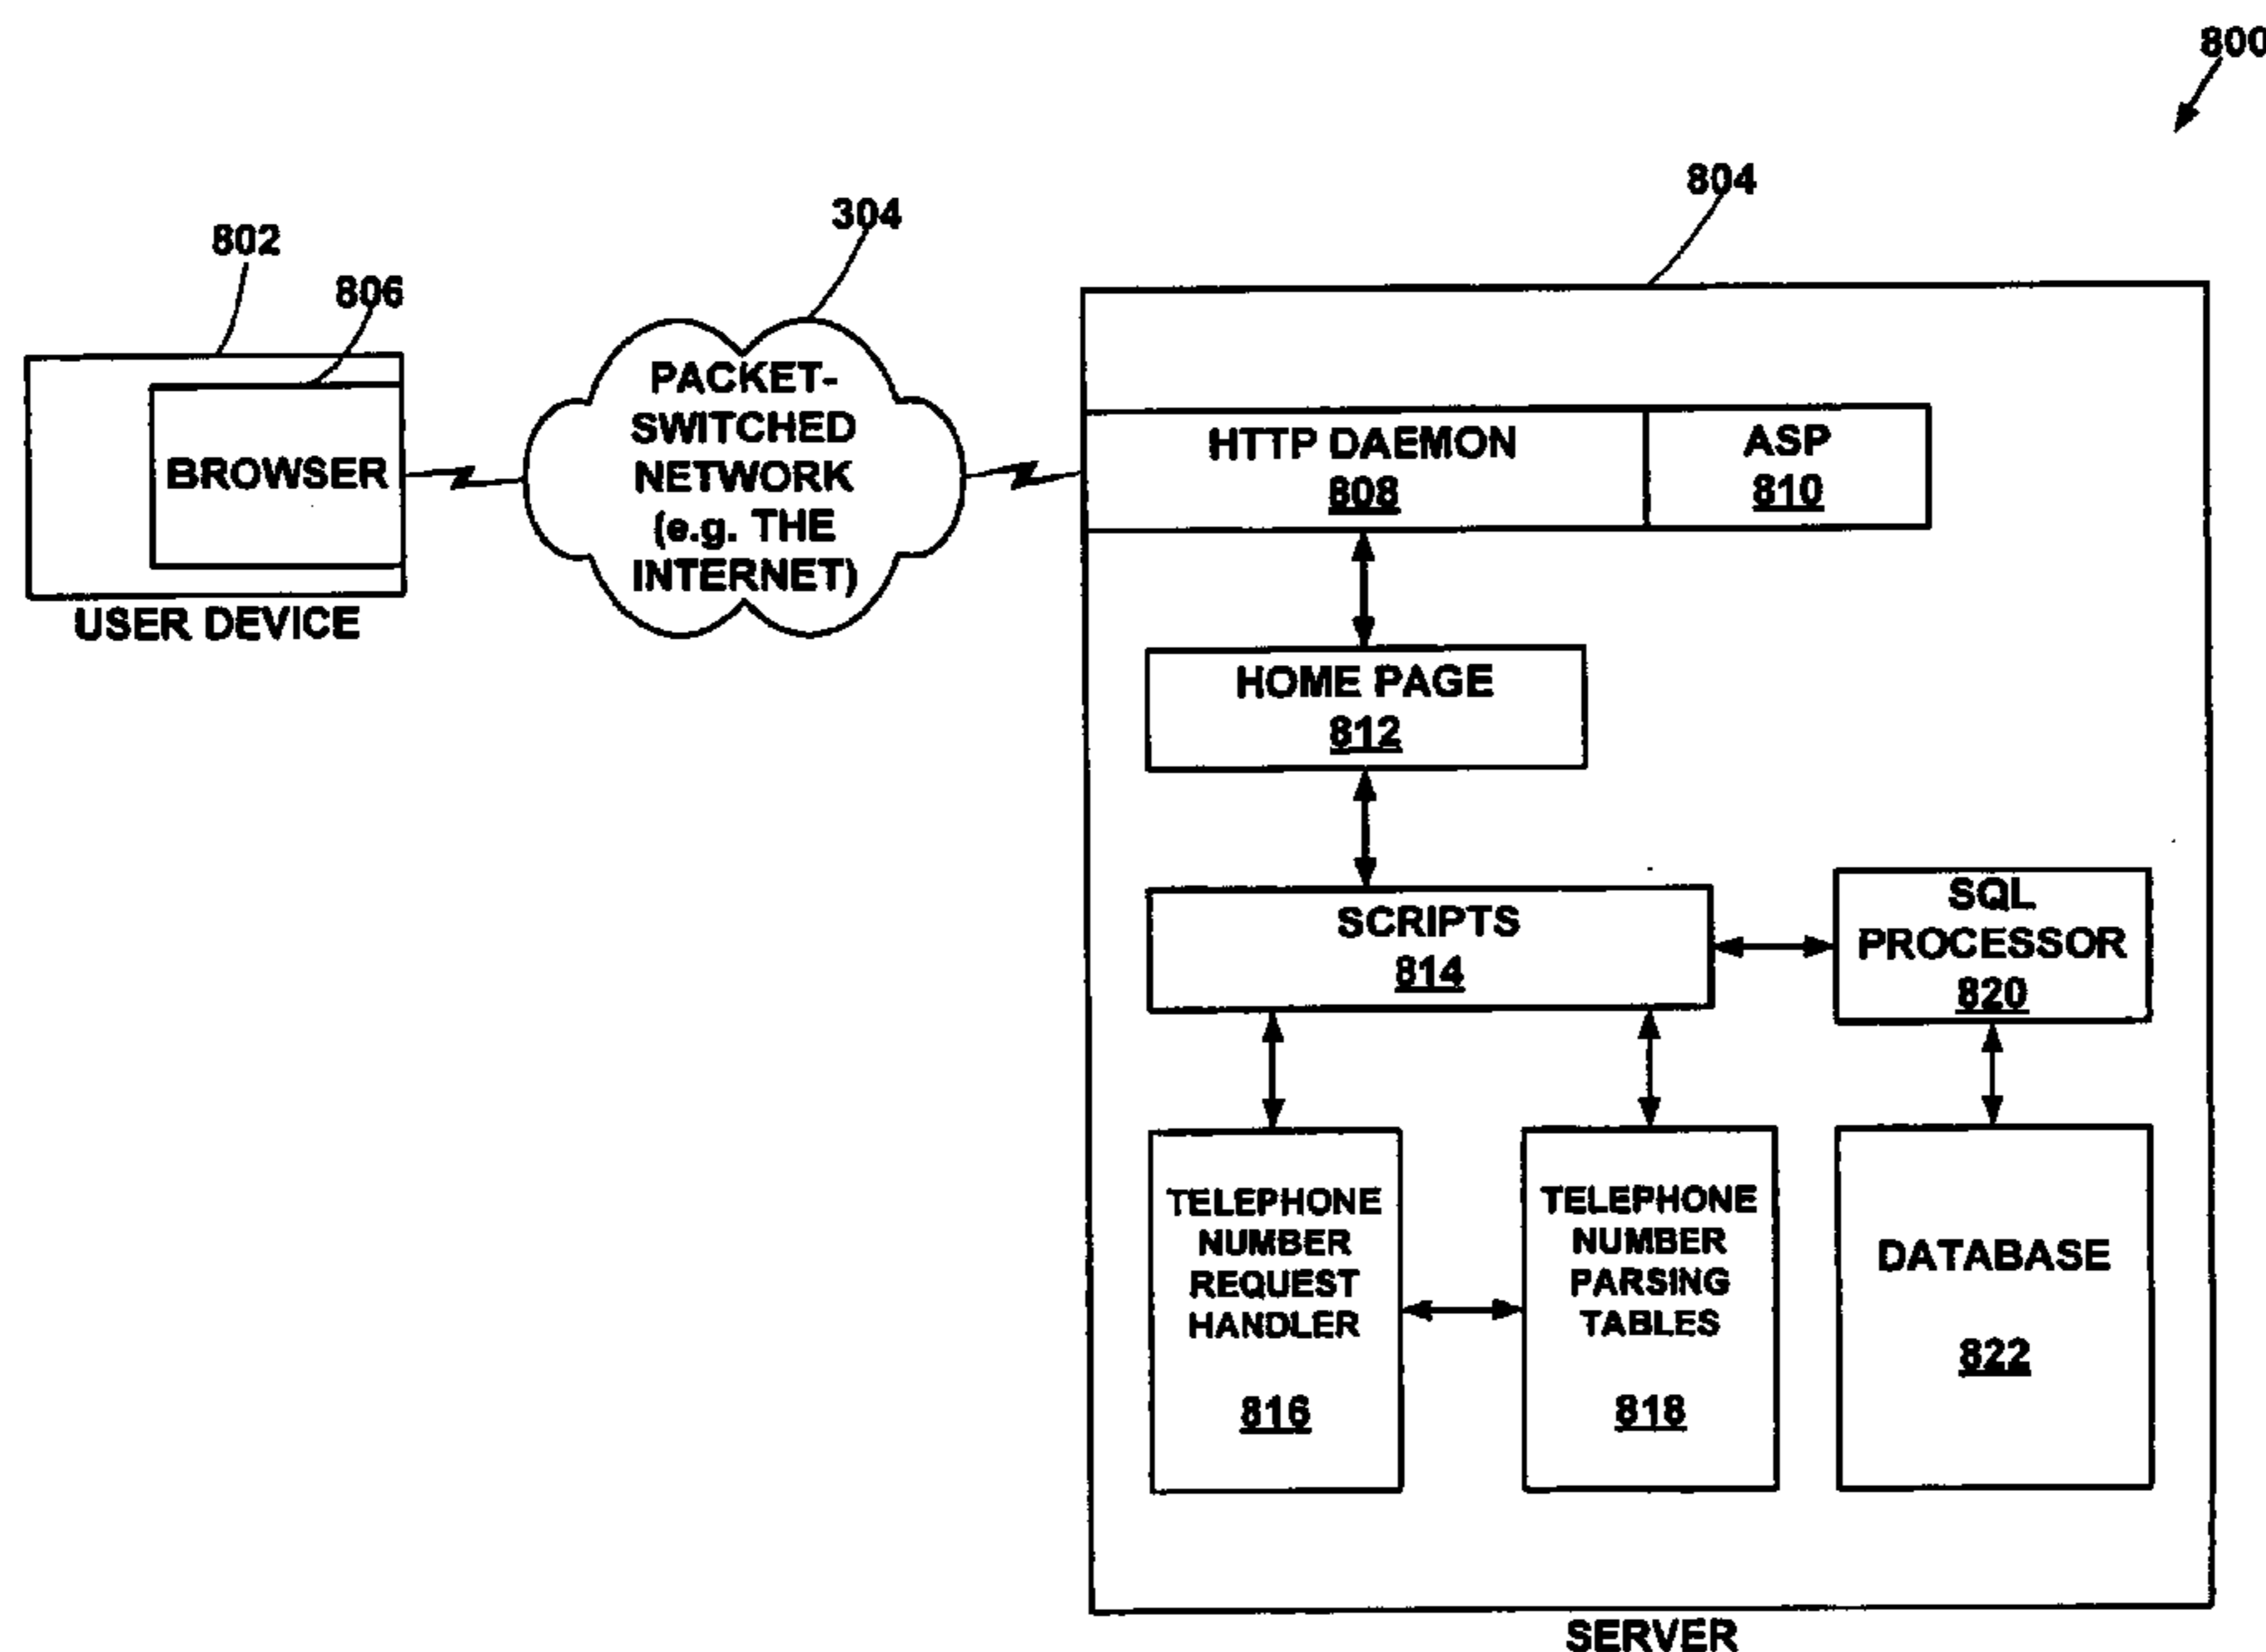 800
804
304
802
806
PACKET-
SWITCHED
NETWORK
(e.g. THE
INTERNET)
BROWSER
USER DEVICE
HTTP DAEMON
808
ASP
810
HOME PAGE
812
SCRIPTS
814
SQL
PROCESSOR
820
TELEPHONE
NUMBER
REQUEST
HANDLER
816
TELEPHONE
NUMBER
PARSING
TABLES
818
DATABASE
822
SERVER